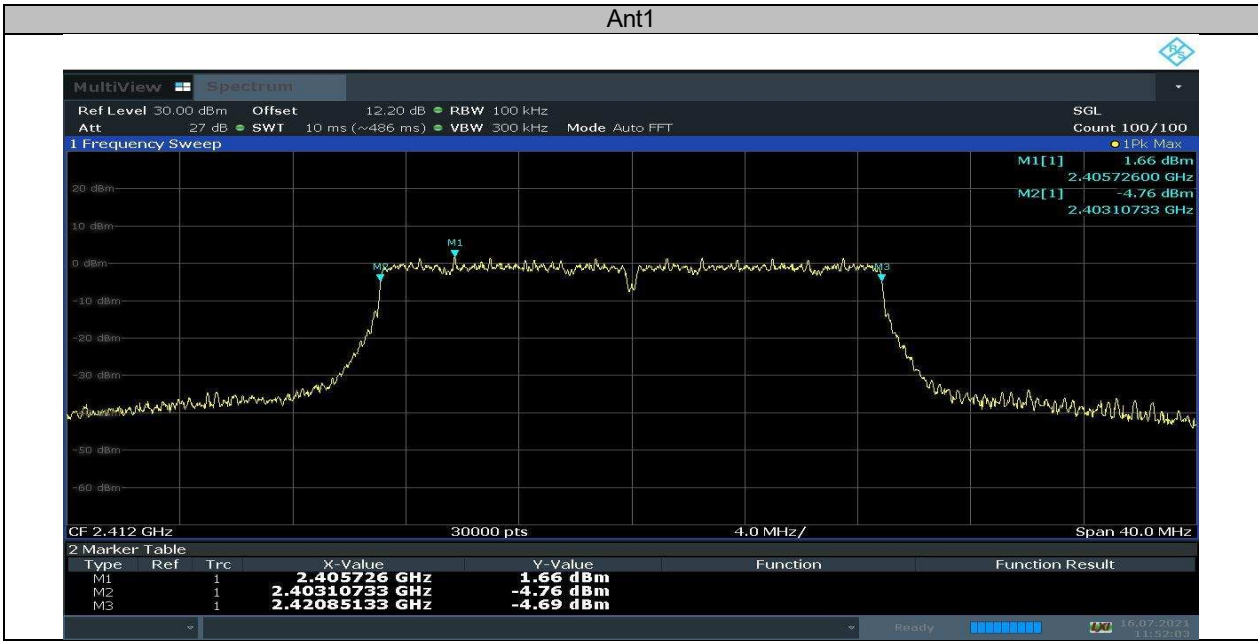 Ant1
R&S
MultiView Spectrum
Ref Level 30.00 dBm Offset 12.20 dB RBW 100 kHz SGL
Att 27 dB SWT 10 ms (~486 ms) VBW 300 kHz Mode Auto FFT Count 100/100
1 Frequency Sweep 1Pk Max
M1[1] 1.66 dBm
2.40572600 GHz
20 dBm
M2[1] -4.76 dBm
2.40310733 GHz
10 dBm
M1
0 dBm
M2 M3
-10 dBm
-20 dBm
-30 dBm
-50 dBm
-60 dBm
CF 2.412 GHz 30000 pts 4.0 MHz/ Span 40.0 MHz
2 Marker Table
Type Ref Trc X-Value Y-Value Function Function Result
M1 1 2.405726 GHz 1.66 dBm
M2 1 2.40310733 GHz -4.76 dBm
M3 1 2.42085133 GHz -4.69 dBm
Ready 16.07.2021
11:52:03